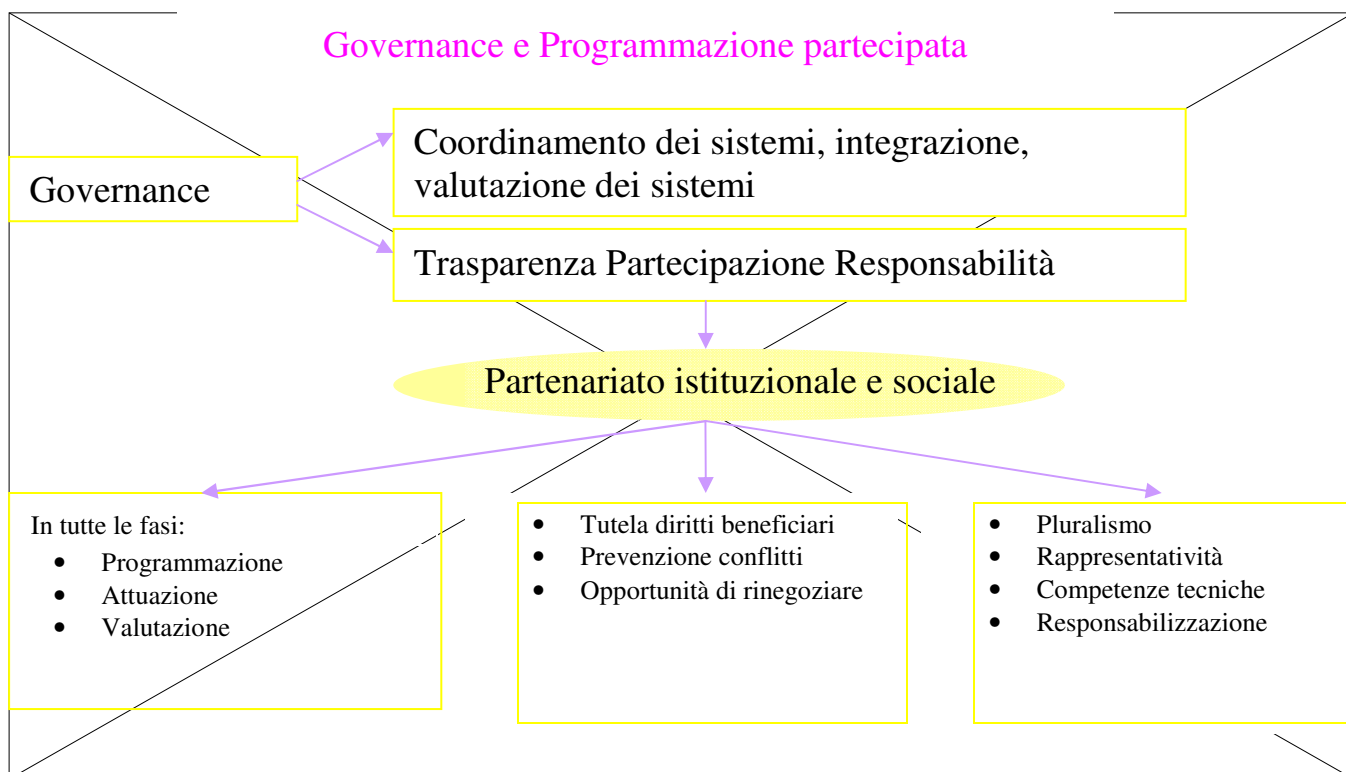 Governance e Programmazione partecipata
Coordinamento dei sistemi, integrazione,
valutazione dei sistemi
Governance
Trasparenza Partecipazione Responsabilità
Partenariato istituzionale e sociale
In tutte le fasi:
• Programmazione
• Attuazione
• Valutazione
• Tutela diritti beneficiari
• Prevenzione conflitti
• Opportunità di rinegoziare
• Pluralismo
• Rappresentatività
• Competenze tecniche
• Responsabilizzazione